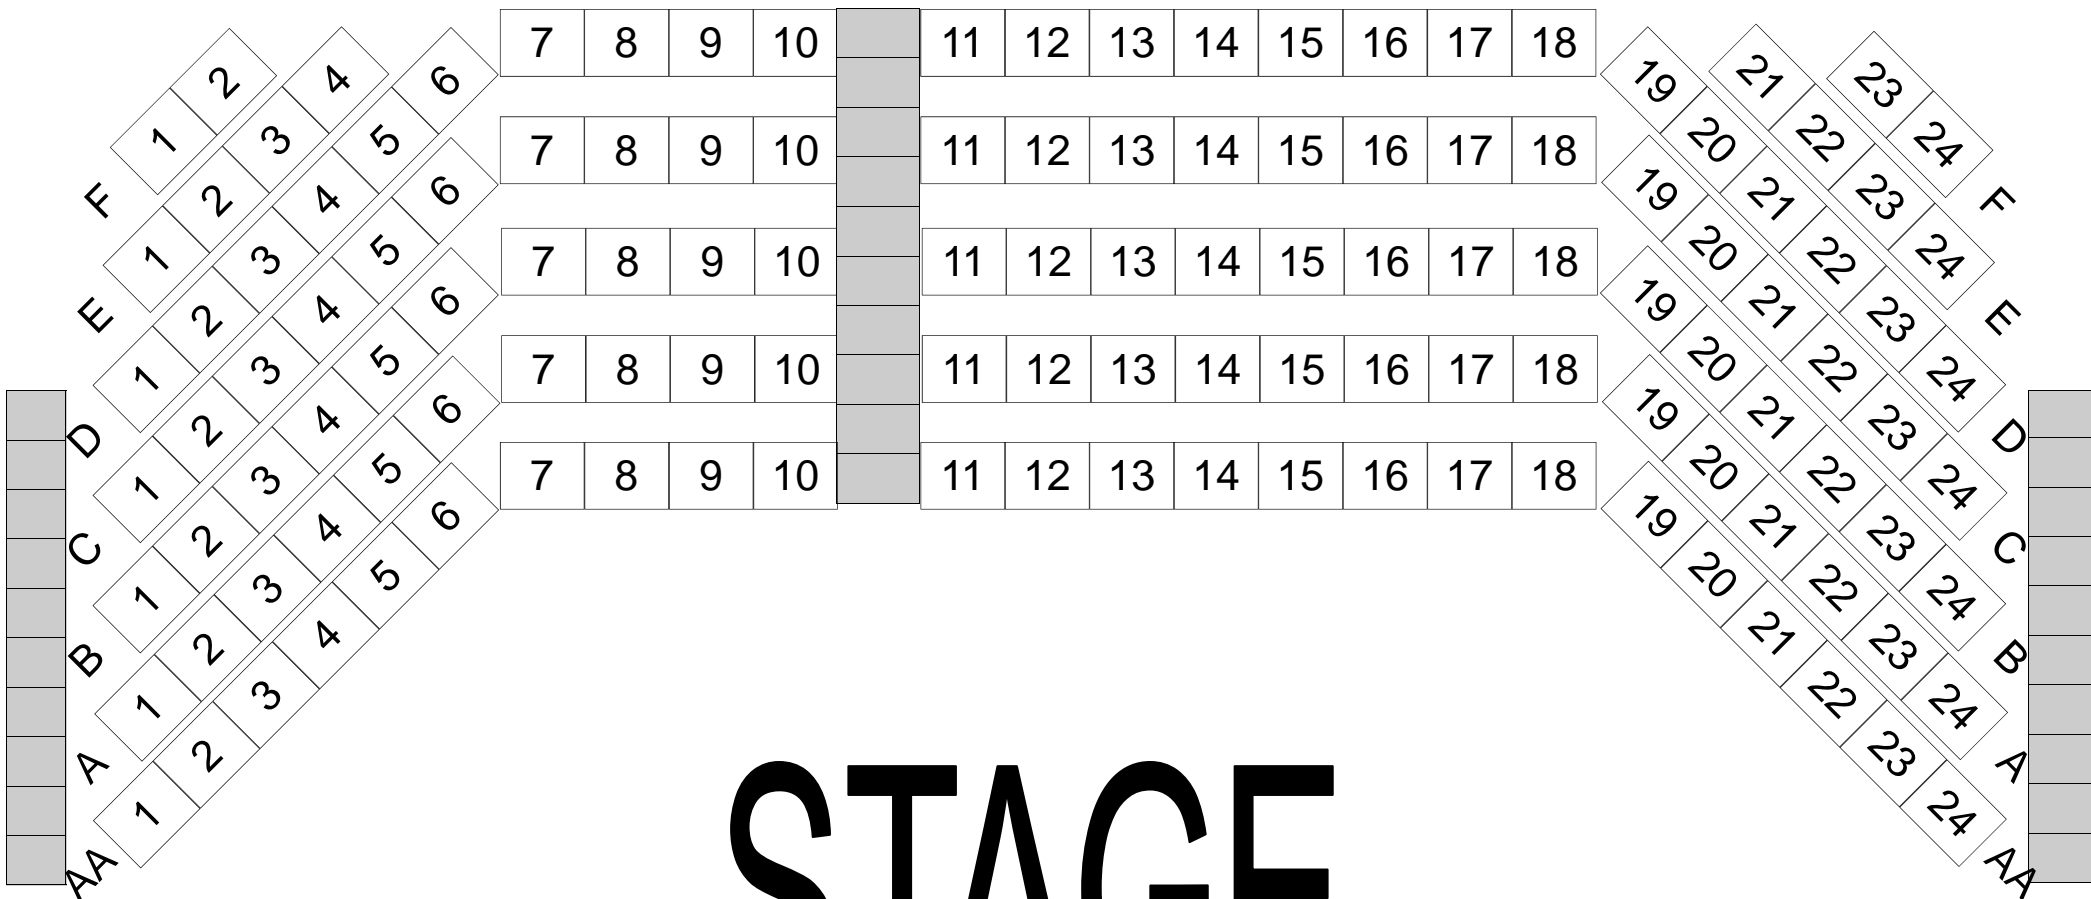 F 1 2 23 24 F
E 1 2 3 4 21 22 23 24 E
D 1 2 3 4 5 6 7 8 9 10 11 12 13 14 15 16 17 18 19 20 21 22 23 24 D
C 1 2 3 4 5 6 7 8 9 10 11 12 13 14 15 16 17 18 19 20 21 22 23 24 C
B 1 2 3 4 5 6 7 8 9 10 11 12 13 14 15 16 17 18 19 20 21 22 23 24 B
A 1 2 3 4 5 6 7 8 9 10 11 12 13 14 15 16 17 18 19 20 21 22 23 24 A
AA 1 2 3 4 5 6 7 8 9 10 11 12 13 14 15 16 17 18 19 20 21 22 23 24 AA
STAGE